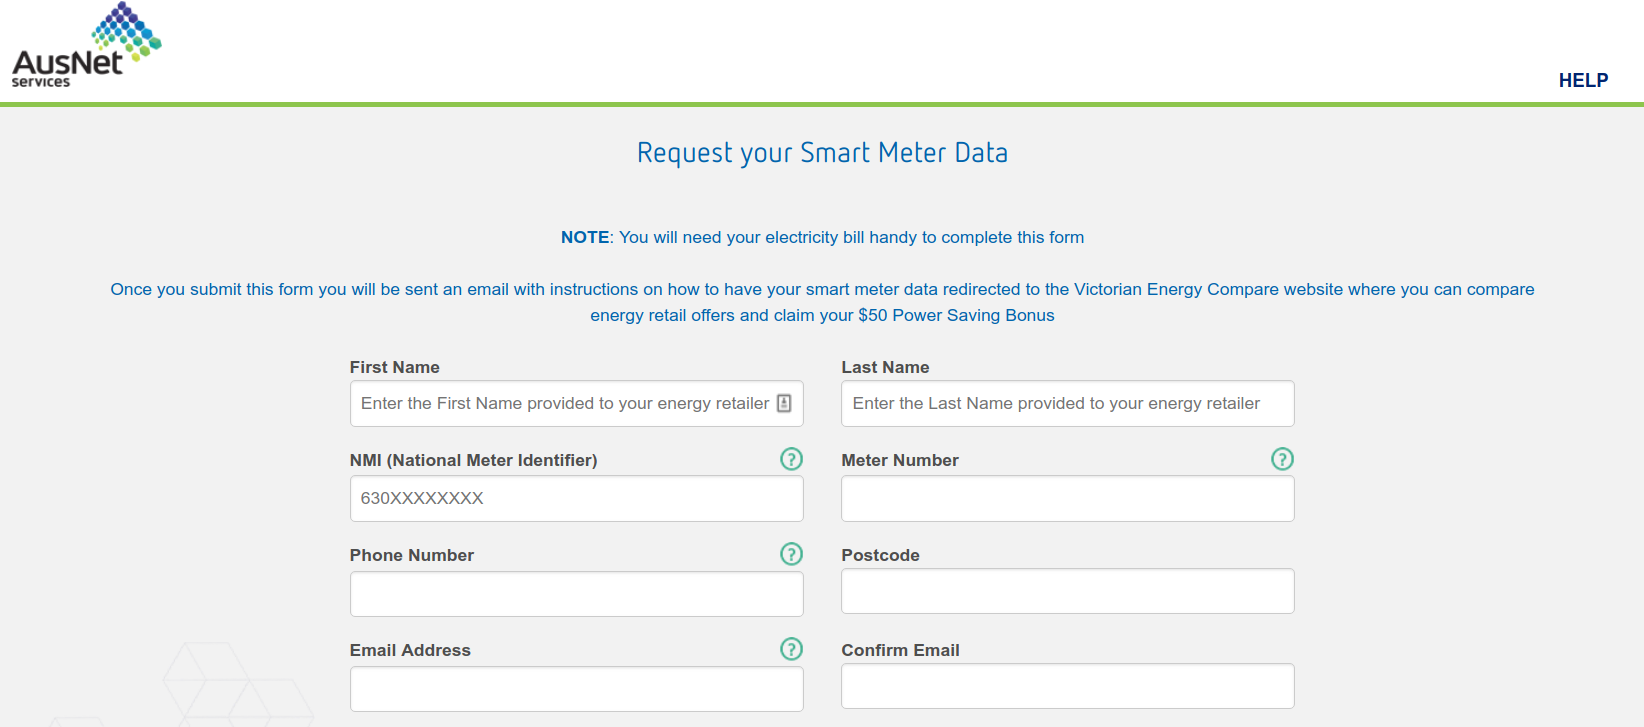 AusNet
services
HELP
Request your Smart Meter Data
NOTE: You will need your electricity bill handy to complete this form
Once you submit this form you will be sent an email with instructions on how to have your smart meter data redirected to the Victorian Energy Compare website where you can compare
energy retail offers and claim your $50 Power Saving Bonus
First Name
Last Name
Enter the First Name provided to your energy retailer
Enter the Last Name provided to your energy retailer
NMI (National Meter Identifier) ?
Meter Number ?
630XXXXXXXX
Phone Number ?
Postcode
Email Address ?
Confirm Email